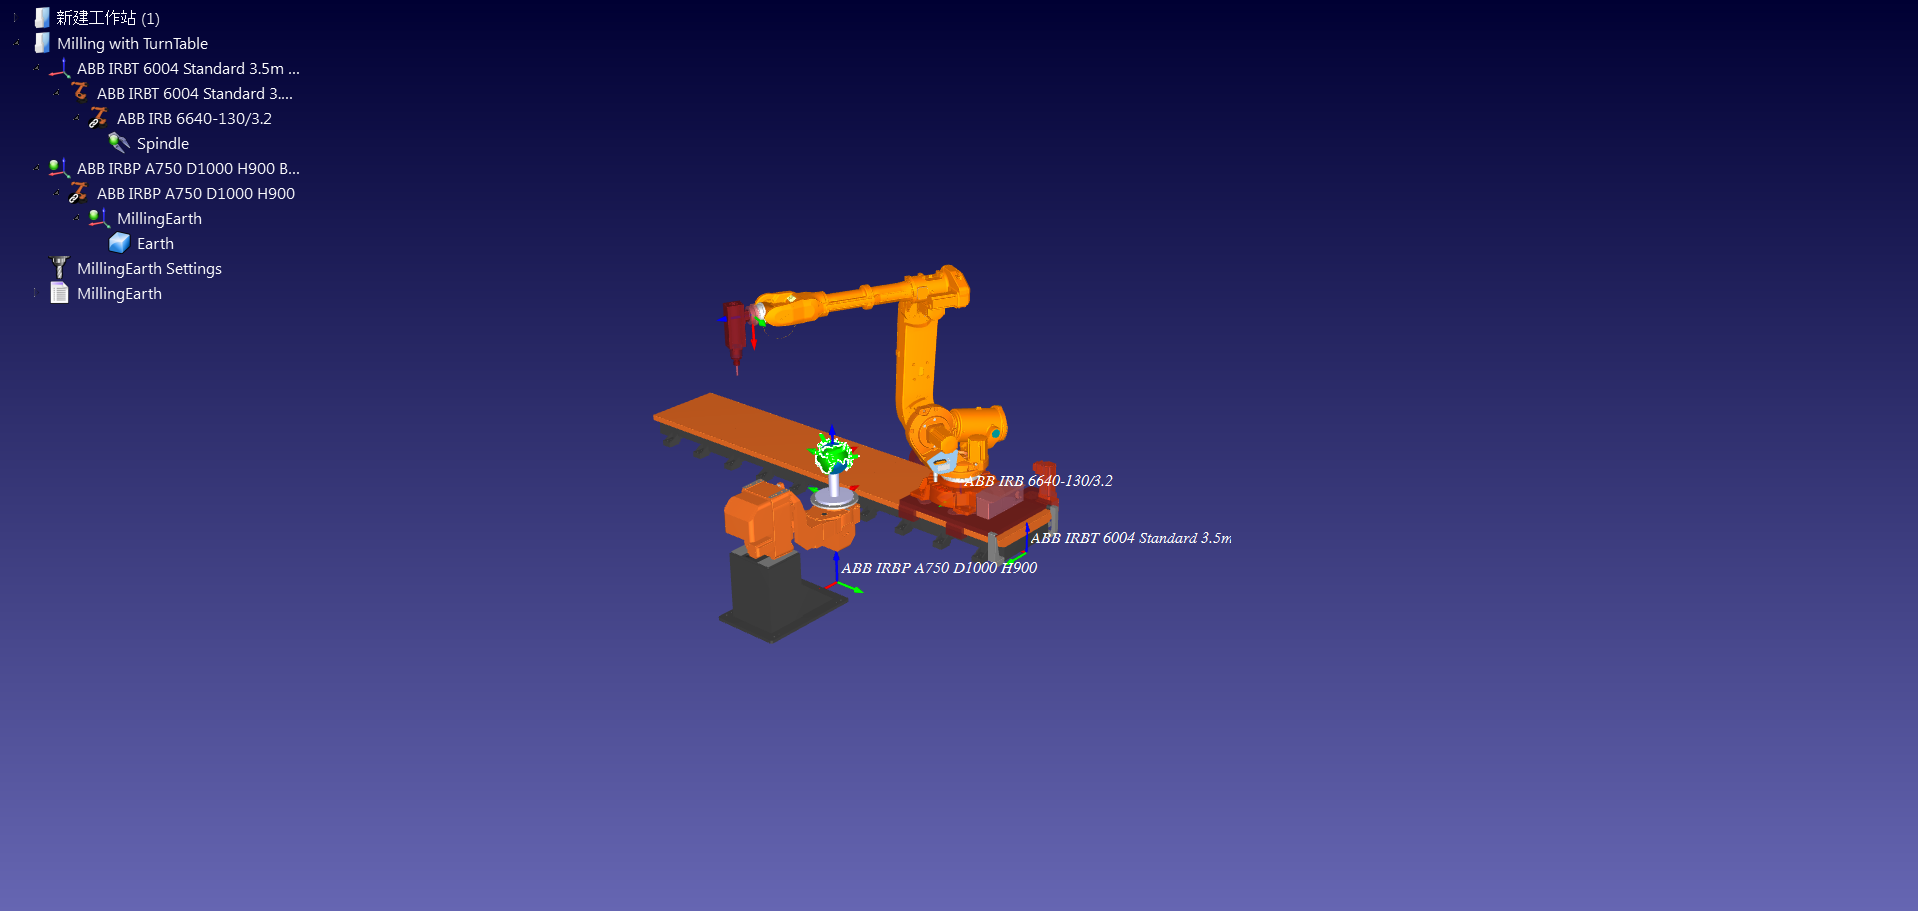 新建工作站 (1)
Milling with TurnTable
ABB IRBT 6004 Standard 3.5m ...
ABB IRBT 6004 Standard 3....
ABB IRB 6640-130/3.2
Spindle
ABB IRBP A750 D1000 H900 B...
ABB IRBP A750 D1000 H900
MillingEarth
Earth
MillingEarth Settings
MillingEarth
ABB IRB 6640-130/3.2
ABB IRBT 6004 Standard 3.5m
ABB IRBP A750 D1000 H900